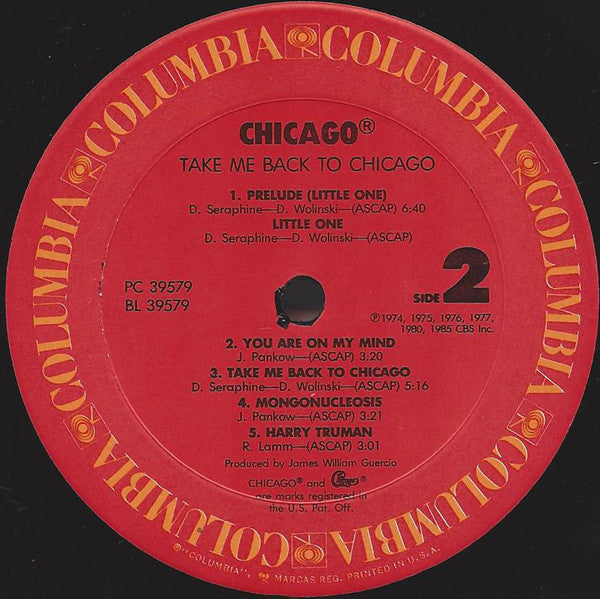 COLUMBIA COLUMBIA COLUMBIA COLUMBIA COLUMBIA COLUMBIA COLUMBIA COLUMBIA
CHICAGO®
TAKE ME BACK TO CHICAGO
1. PRELUDE (LITTLE ONE)
D. Seraphine—D. Wolinski—(ASCAP) 6:40
LITTLE ONE
D. Seraphine—D. Wolinski—(ASCAP)
PC 39579
BL 39579
SIDE 2
℗1974, 1975, 1976, 1977,
1980, 1985 CBS Inc.
2. YOU ARE ON MY MIND
J. Pankow—(ASCAP) 3:20
3. TAKE ME BACK TO CHICAGO
D. Seraphine—D. Wolinski—(ASCAP) 5:16
4. MONGONUCLEOSIS
J. Pankow—(ASCAP) 3:21
5. HARRY TRUMAN
R. Lamm—(ASCAP) 3:01
Produced by James William Guercio
CHICAGO® and Chicago®
are marks registered in
the U.S. Pat. Off.
®"COLUMBIA", MARCAS REG. PRINTED IN U.S.A.